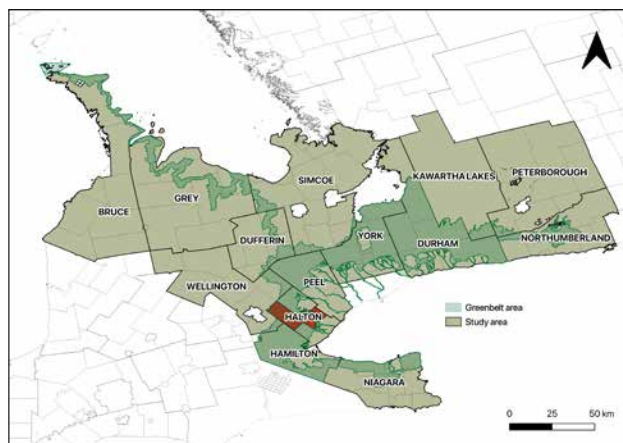 KAWARTHA LAKES
PETERBOROUGH
SIMCOE
GREY
BRUCE
YORK
NORTHUMBERLAND
DUFFERIN
DURHAM
PEEL
WELLINGTON
HALTON
HAMILTON
NIAGARA
Greenbelt area
Study area
0 25 50 km